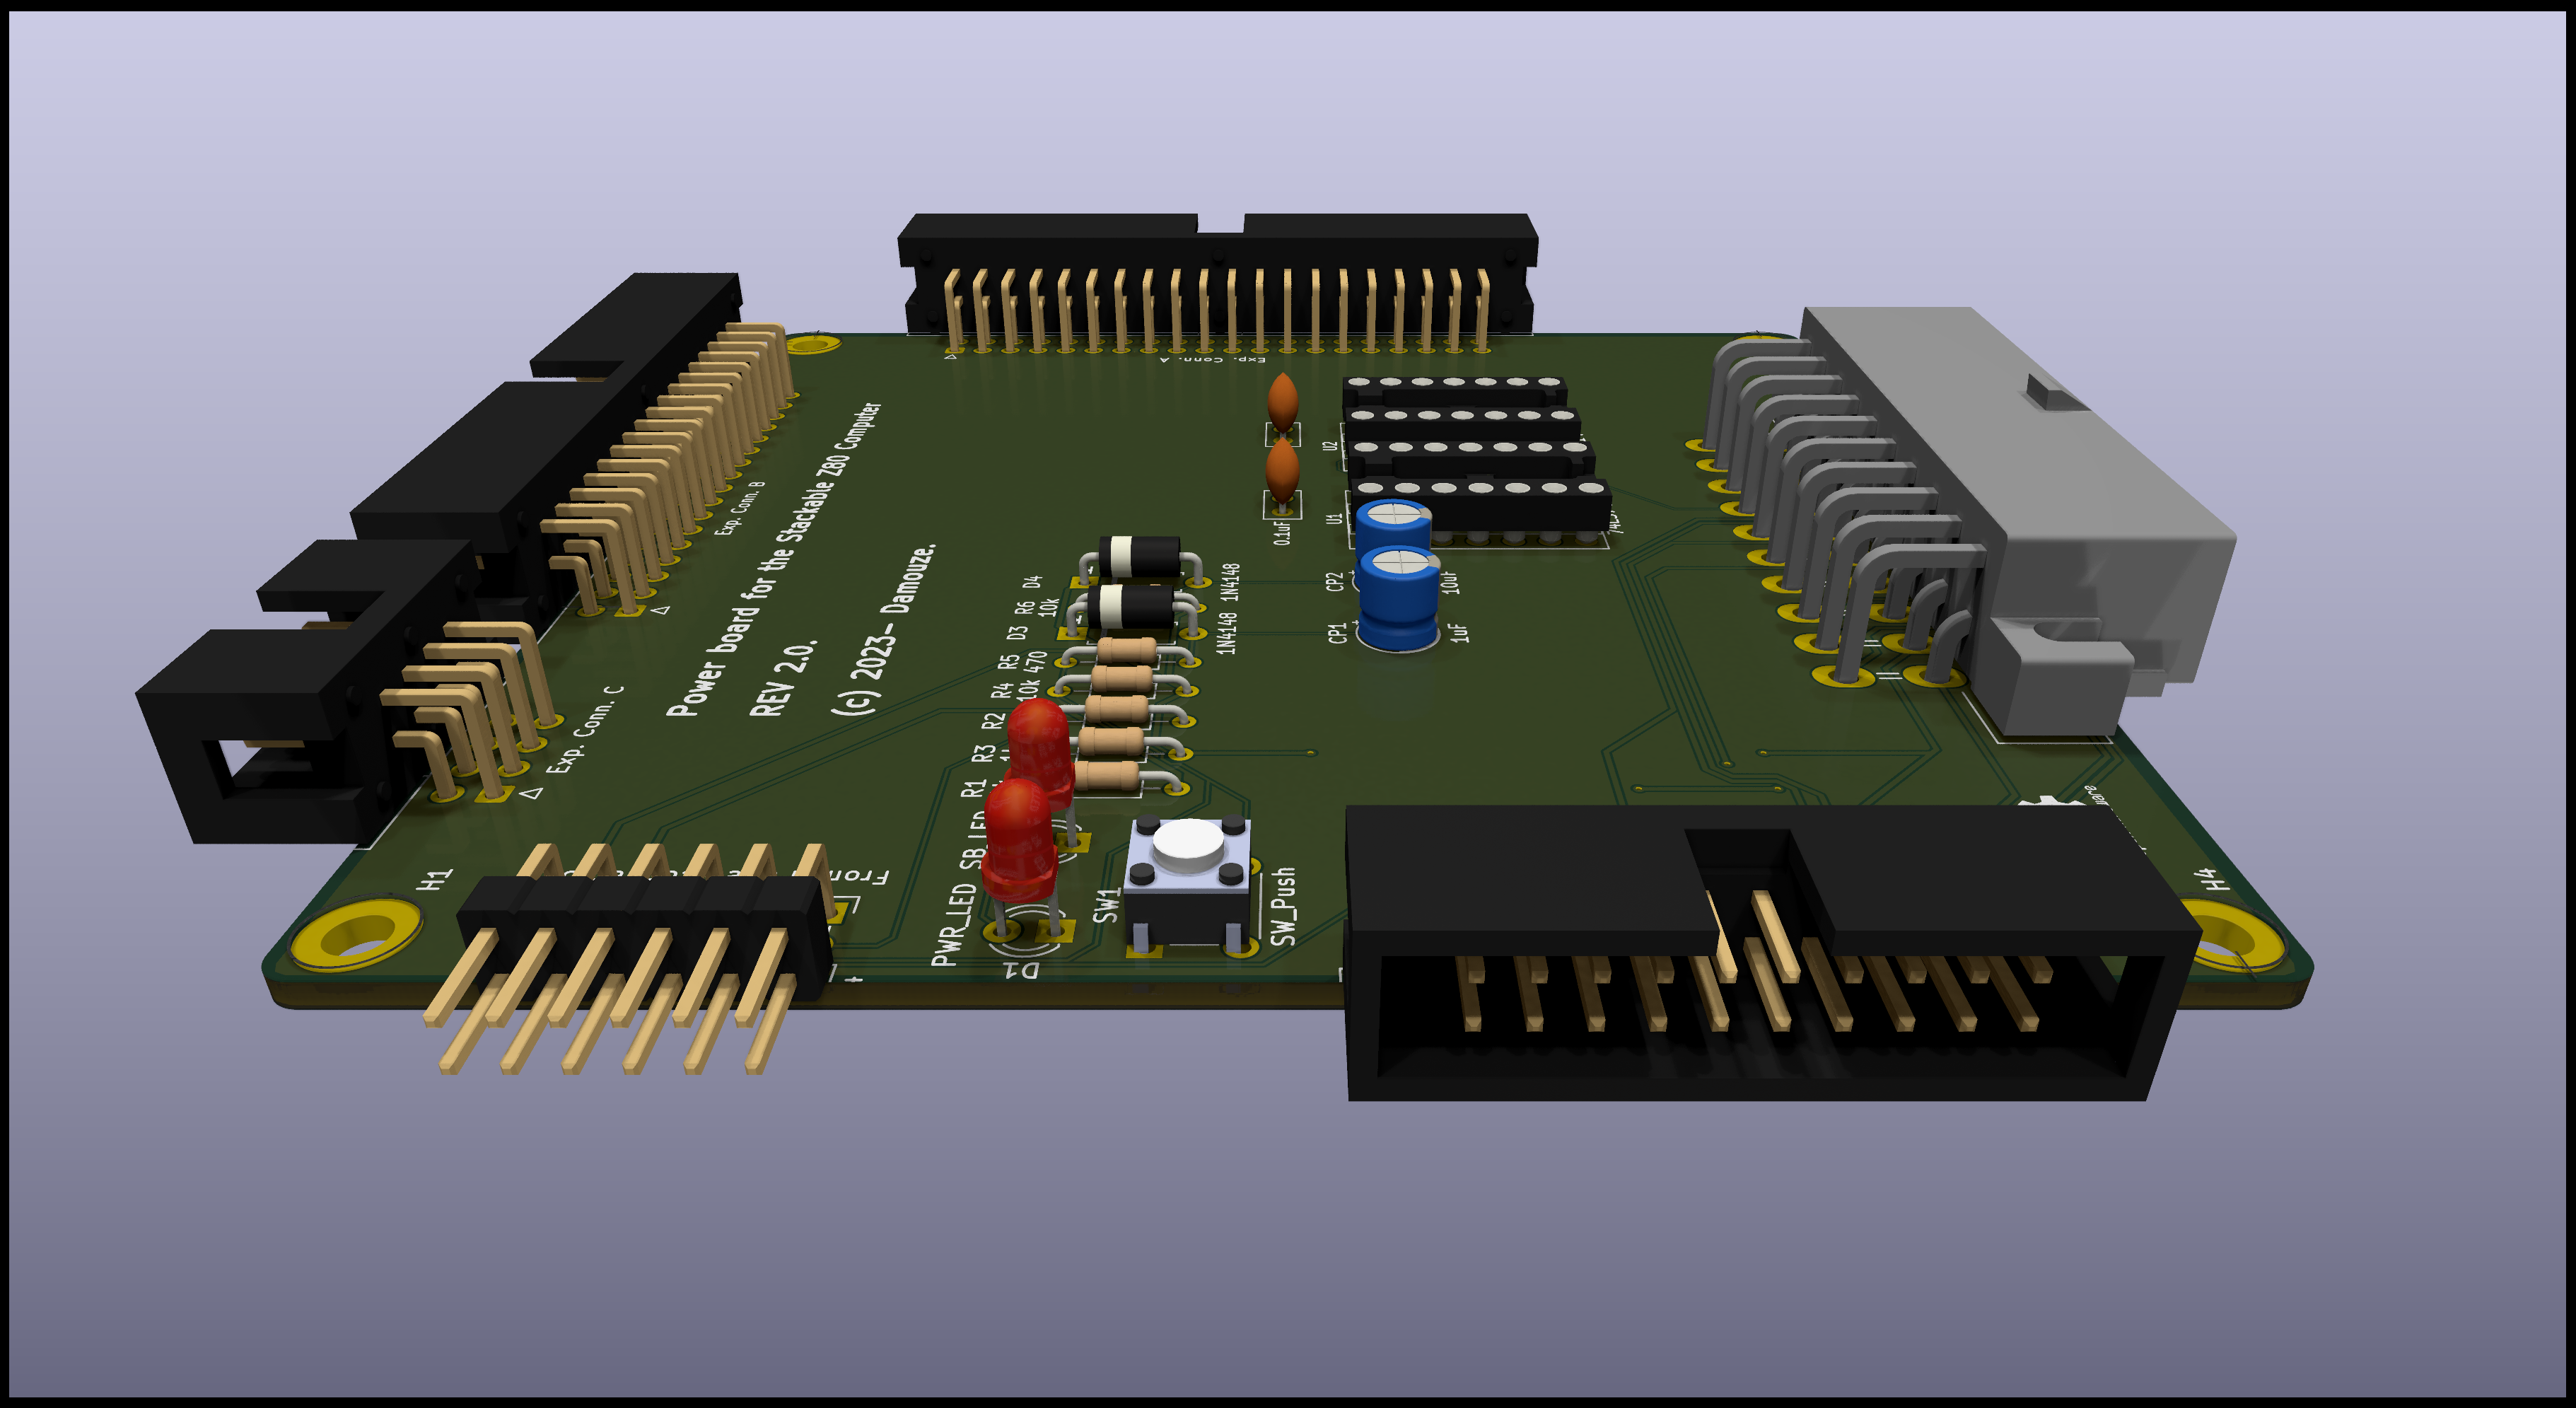 Exp. Conn. A
Exp. Conn. B
Exp. Conn. C
Power board for the Stackable Z80 Computer
REV 2.0.
(c) 2023- Damouze.
U2
U1
0.1uF
D4
1N4148
R6
10k
D3
1N4148
R5
470
R4
10k
R2
R3
R1
CP2
10uF
CP1
1uF
SB_LED
PWR_LED
D1
SW1
SW_Push
H1
H4
+